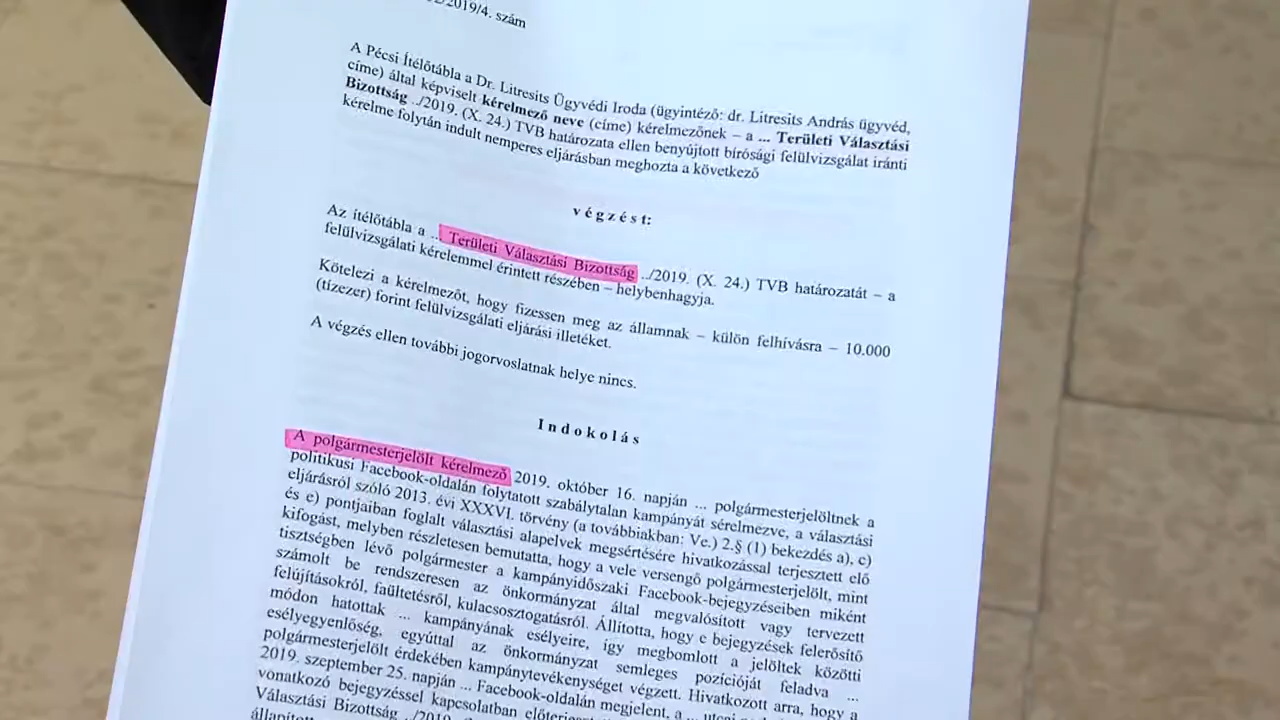 2019/4. szám
A Pécsi Ítélőtábla a Dr. Litresits Ügyvédi Iroda (ügyintéző: dr. Litresits András ügyvéd,
címe) által képviselt kérelmező neve (címe) kérelmezőnek – a ... Területi Választási
Bizottság ../2019. (X. 24.) TVB határozata ellen benyújtott bírósági felülvizsgálat iránti
kérelme folytán indult nemperes eljárásban meghozta a következő
végzést:
Az ítélőtábla a ... Területi Választási Bizottság ../2019. (X. 24.) TVB határozatát – a
felülvizsgálati kérelemmel érintett részében – helybenhagyja.
Kötelezi a kérelmezőt, hogy fizessen meg az államnak – külön felhívásra – 10.000
(tízezer) forint felülvizsgálati eljárási illetéket.
A végzés ellen további jogorvoslatnak helye nincs.
Indokolás
A polgármesterjelölt kérelmező 2019. október 16. napján ... polgármesterjelöltnek a
politikusi Facebook-oldalán folytatott szabálytalan kampányát sérelmezve, a választási
eljárásról szóló 2013. évi XXXVI. törvény (a továbbiakban: Ve.) 2.§ (1) bekezdés a), c)
és e) pontjaiban foglalt választási alapelvek megsértésére hivatkozással terjesztett elő
kifogást, melyben részletesen bemutatta, hogy a vele versengő polgármesterjelölt, mint
tisztségben lévő polgármester a kampányidőszaki Facebook-bejegyzéseiben miként
számolt be rendszeresen az önkormányzat által megvalósított vagy tervezett
felújításokról, faültetésről, kulacsosztogatásról. Állította, hogy e bejegyzések felerősítő
módon hatottak ... kampányának esélyeire, így megbomlott a jelöltek közötti
esélyegyenlőség, egyúttal az önkormányzat semleges pozícióját feladva ...
polgármesterjelölt érdekében kampánytevékenységet végzett. Hivatkozott arra, hogy a
2019. szeptember 25. napján ... Facebook-oldalán megjelent, a ... utcai
vonatkozó bejegyzéssel kapcsolatban
Választási Bizottság ../2019.